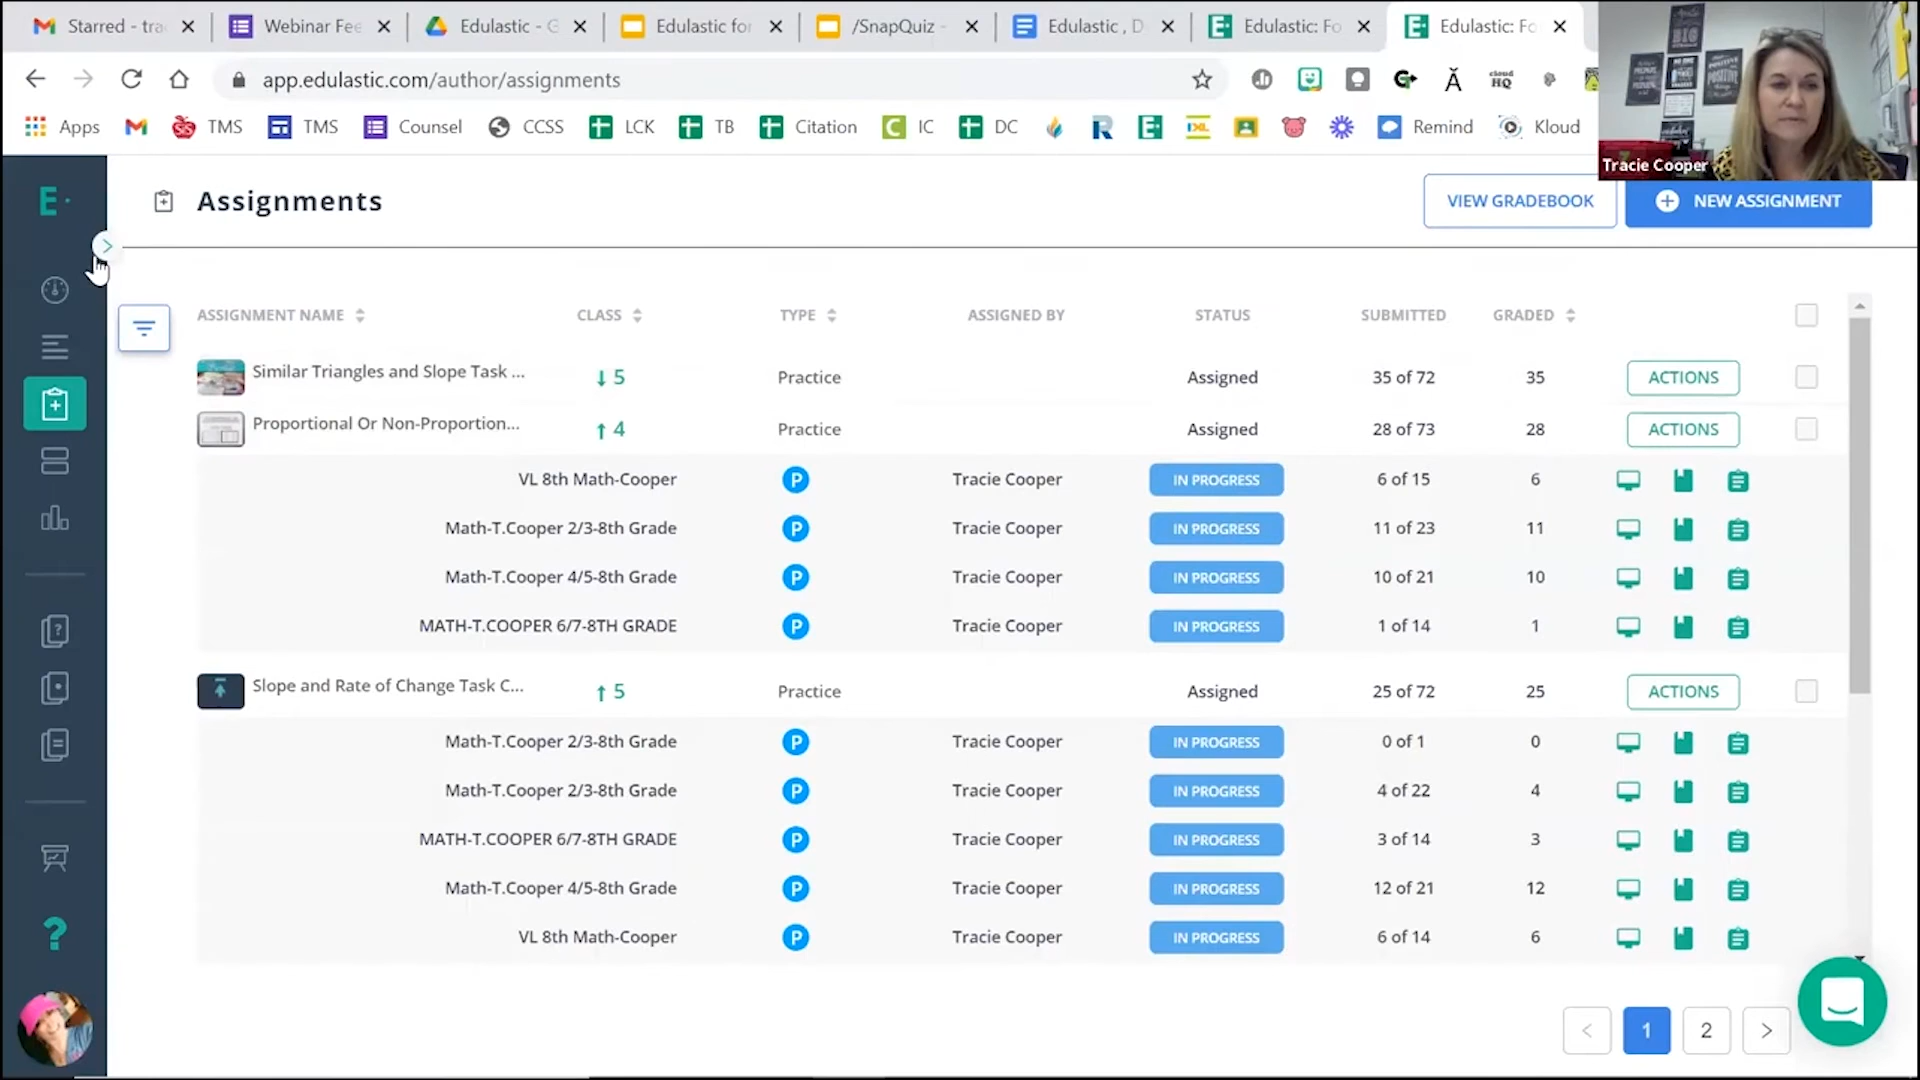 Starred - tra
Webinar Fee
Edulastic - G
Edulastic for
/SnapQuiz -
Edulastic , D
Edulastic: Fo
Edulastic: Fo
app.edulastic.com/author/assignments
cloud HQ
Apps
TMS
TMS
Counsel
CCSS
LCK
TB
Citation
IC
DC
IXL
Remind
Kloud
Tracie Cooper
Assignments
VIEW GRADEBOOK
NEW ASSIGNMENT
ASSIGNMENT NAME CLASS TYPE ASSIGNED BY STATUS SUBMITTED GRADED
Similar Triangles and Slope Task ... 5 Practice Assigned 35 of 72 35 ACTIONS
Proportional Or Non-Proportion... 4 Practice Assigned 28 of 73 28 ACTIONS
VL 8th Math-Cooper P Tracie Cooper IN PROGRESS 6 of 15 6
Math-T.Cooper 2/3-8th Grade P Tracie Cooper IN PROGRESS 11 of 23 11
Math-T.Cooper 4/5-8th Grade P Tracie Cooper IN PROGRESS 10 of 21 10
MATH-T.COOPER 6/7-8TH GRADE P Tracie Cooper IN PROGRESS 1 of 14 1
Slope and Rate of Change Task C... 5 Practice Assigned 25 of 72 25 ACTIONS
Math-T.Cooper 2/3-8th Grade P Tracie Cooper IN PROGRESS 0 of 1 0
Math-T.Cooper 2/3-8th Grade P Tracie Cooper IN PROGRESS 4 of 22 4
MATH-T.COOPER 6/7-8TH GRADE P Tracie Cooper IN PROGRESS 3 of 14 3
Math-T.Cooper 4/5-8th Grade P Tracie Cooper IN PROGRESS 12 of 21 12
VL 8th Math-Cooper P Tracie Cooper IN PROGRESS 6 of 14 6
< 1 2 >